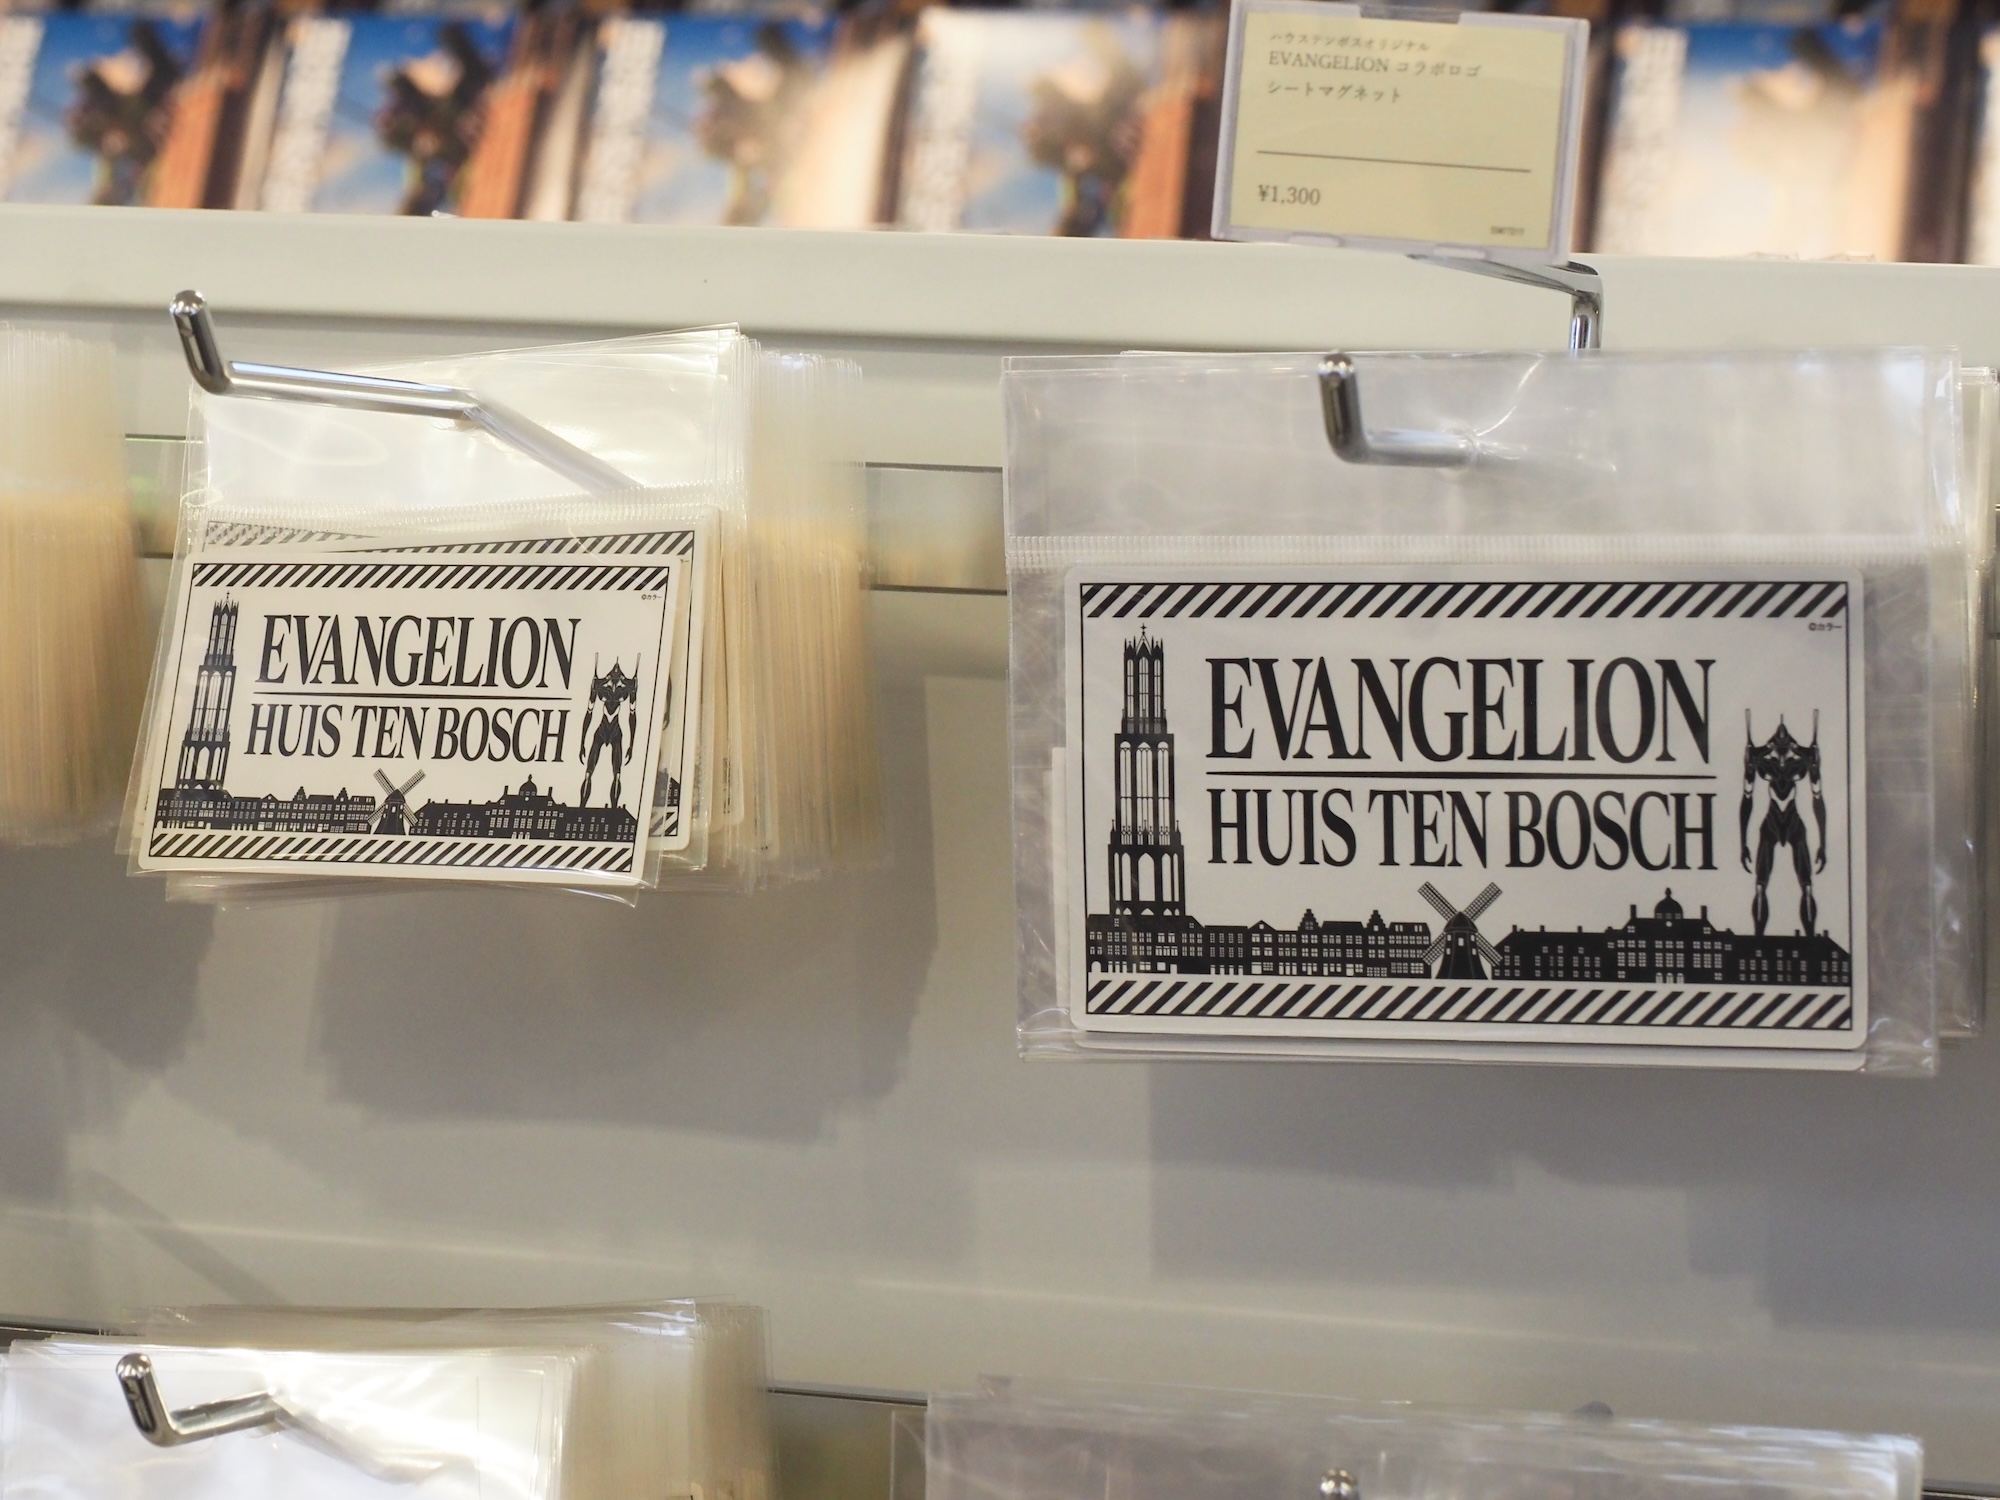 ハウステンボスオリジナル
EVANGELION コラボロゴ
シートマグネット
¥1,300
©カラー
EVANGELION
HUIS TEN BOSCH
©カラー
EVANGELION
HUIS TEN BOSCH